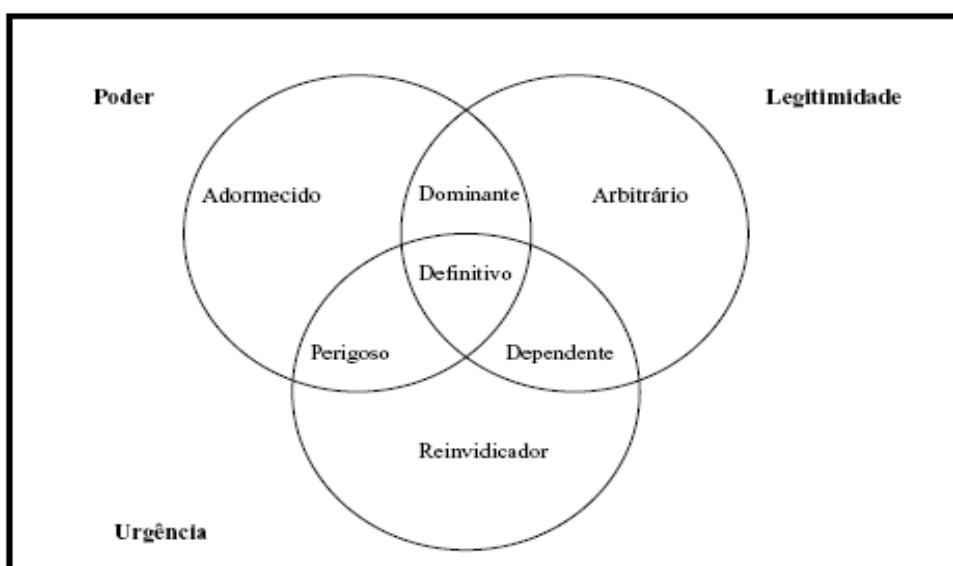 Poder
Legitimidade
Adormecido
Dominante
Arbitrário
Definitivo
Perigoso
Dependente
Reinvidicador
Urgência